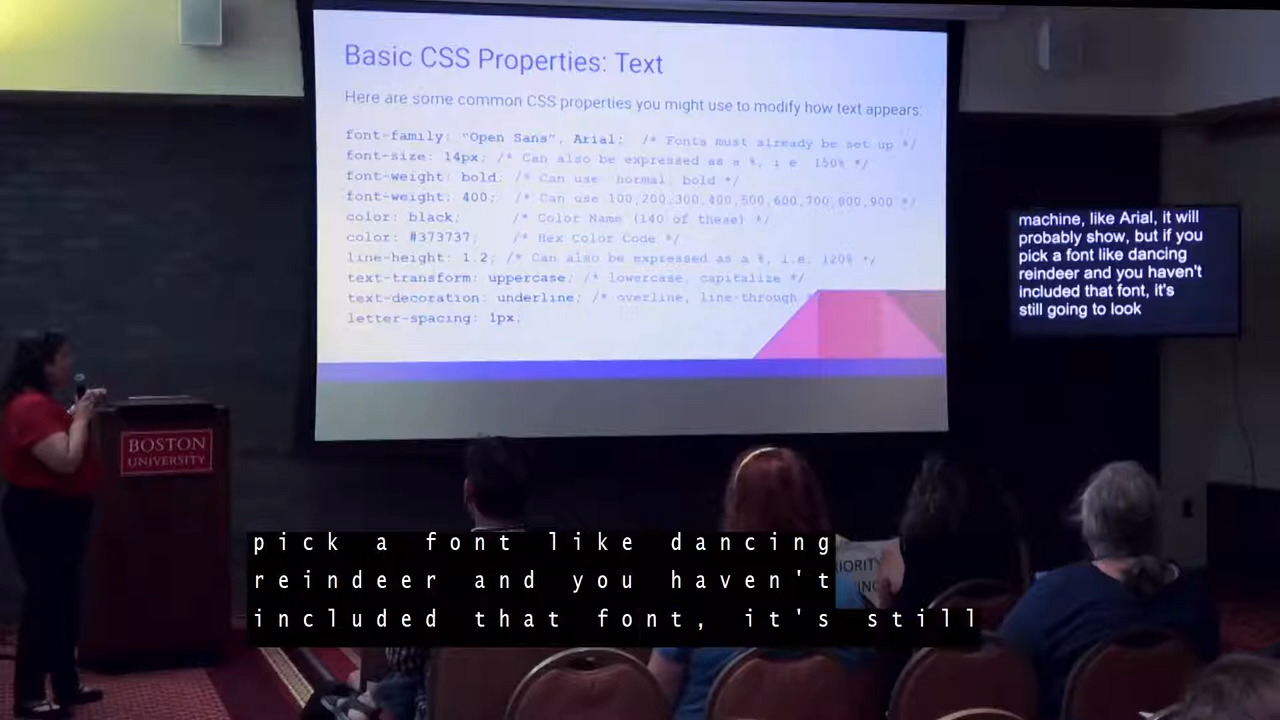 Basic CSS Properties: Text
Here are some common CSS properties you might use to modify how text appears:
font-family: "Open Sans", Arial; /* Fonts must already be set up */
font-size: 14px; /* Can also be expressed as a %, i.e. 150% */
font-weight: bold; /* Can use normal, bold */
font-weight: 400; /* Can use 100,200,300,400,500,600,700,800,900 */
color: black; /* Color Name (140 of these) */
color: #373737; /* Hex Color Code */
line-height: 1.2; /* Can also be expressed as a %, i.e. 120% */
text-transform: uppercase; /* lowercase, capitalize */
text-decoration: underline; /* overline, line-through
letter-spacing: 1px;
machine, like Arial, it will
probably show, but if you
pick a font like dancing
reindeer and you haven't
included that font, it's
still going to look
BOSTON
UNIVERSITY
pick a font like dancing
reindeer and you haven't
included that font, it's still